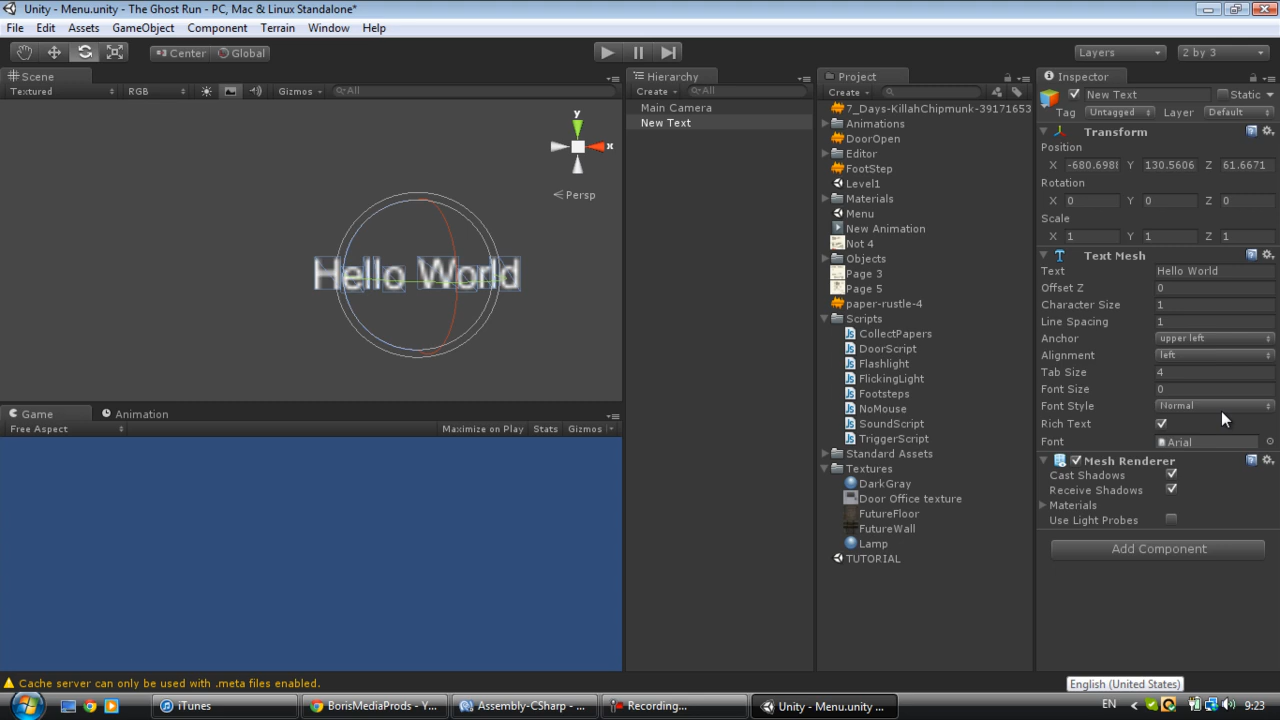 Unity - Menu.unity - The Ghost Run - PC, Mac & Linux Standalone*
File Edit Assets GameObject Component Terrain Window Help
Center Global Layers 2 by 3
Scene
Textured RGB Gizmos All
y
x
Persp
Hello World
Game Animation
Free Aspect Maximize on Play Stats Gizmos
Hierarchy
Create All
Main Camera
New Text
Project
Create
7_Days-KillahChipmunk-39171653
Animations
DoorOpen
Editor
FootStep
Level1
Materials
Menu
New Animation
Not 4
Objects
Page 3
Page 5
paper-rustle-4
Scripts
CollectPapers
DoorScript
Flashlight
FlickingLight
Footsteps
NoMouse
SoundScript
TriggerScript
Standard Assets
Textures
DarkGray
Door Office texture
FutureFloor
FutureWall
Lamp
TUTORIAL
Inspector
New Text Static
Tag Untagged Layer Default
Transform
Position
X -680.6988 Y 130.5606 Z 61.6671
Rotation
X 0 Y 0 Z 0
Scale
X 1 Y 1 Z 1
Text Mesh
Text Hello World
Offset Z 0
Character Size 1
Line Spacing 1
Anchor upper left
Alignment left
Tab Size 4
Font Size 0
Font Style Normal
Rich Text
Font Arial
Mesh Renderer
Cast Shadows
Receive Shadows
Materials
Use Light Probes
Add Component
Cache server can only be used with .meta files enabled.
English (United States)
iTunes BorisMediaProds - Y... Assembly-CSharp - ... Recording... Unity - Menu.unity ... EN 9:23